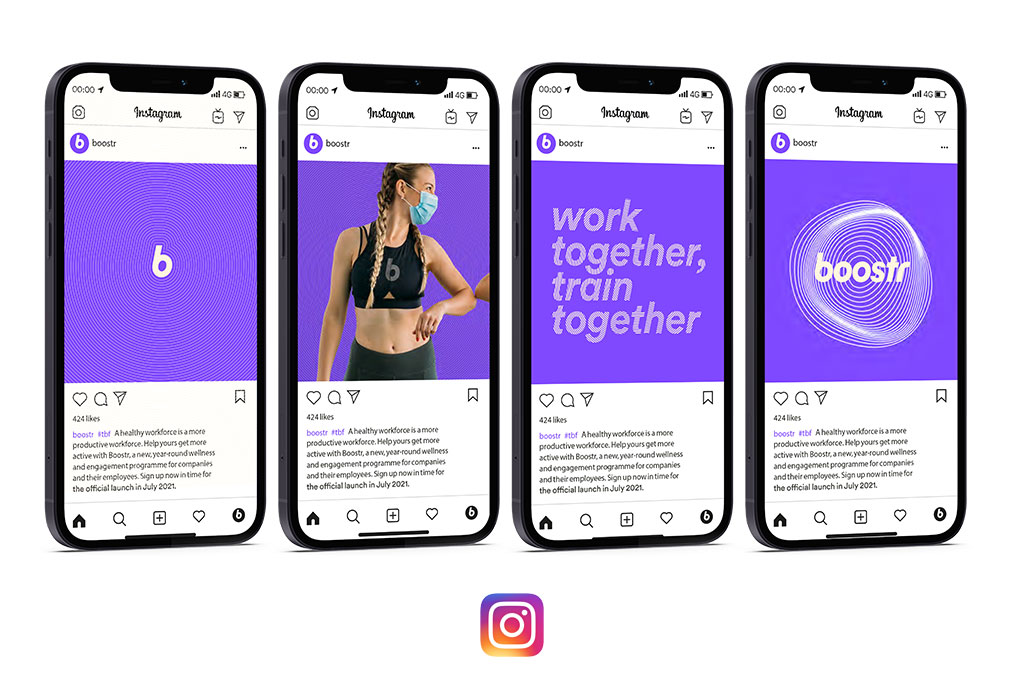 00:00 4G
Instagram
b boostr ...
b
424 likes
boostr #tbf A healthy workforce is a more
productive workforce. Help yours get more
active with Boostr, a new, year-round wellness
and engagement programme for companies
and their employees. Sign up now in time for
the official launch in July 2021.
b
00:00 4G
Instagram
b boostr ...
b
424 likes
boostr #tbf A healthy workforce is a more
productive workforce. Help yours get more
active with Boostr, a new, year-round wellness
and engagement programme for companies
and their employees. Sign up now in time for
the official launch in July 2021.
b
00:00 4G
Instagram
b boostr ...
work
together,
train
together
424 likes
boostr #tbf A healthy workforce is a more
productive workforce. Help yours get more
active with Boostr, a new, year-round wellness
and engagement programme for companies
and their employees. Sign up now in time for
the official launch in July 2021.
b
00:00 4G
Instagram
b boostr ...
boostr
424 likes
boostr #tbf A healthy workforce is a more
productive workforce. Help yours get more
active with Boostr, a new, year-round wellness
and engagement programme for companies
and their employees. Sign up now in time for
the official launch in July 2021.
b